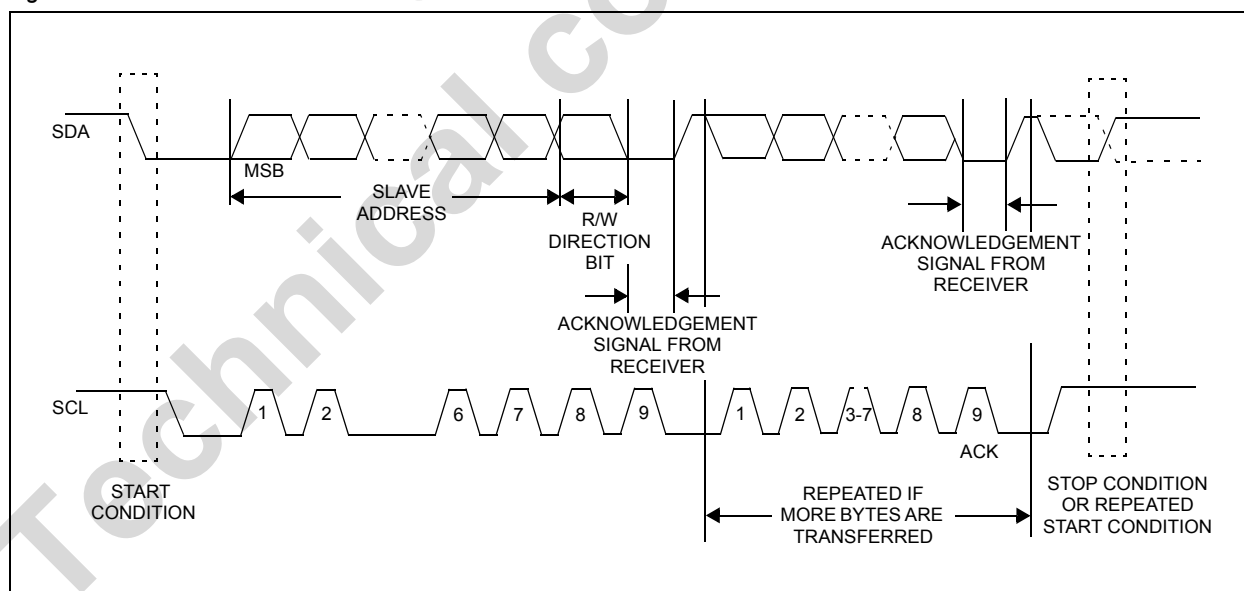 SDA
MSB
SLAVE
ADDRESS
R/W
DIRECTION
BIT
ACKNOWLEDGEMENT
SIGNAL FROM
RECEIVER
ACKNOWLEDGEMENT
SIGNAL FROM
RECEIVER
SCL
1 2 6 7 8 9 1 2 3-7 8 9
ACK
START
CONDITION
REPEATED IF
MORE BYTES ARE
TRANSFERRED
STOP CONDITION
OR REPEATED
START CONDITION
Technical co